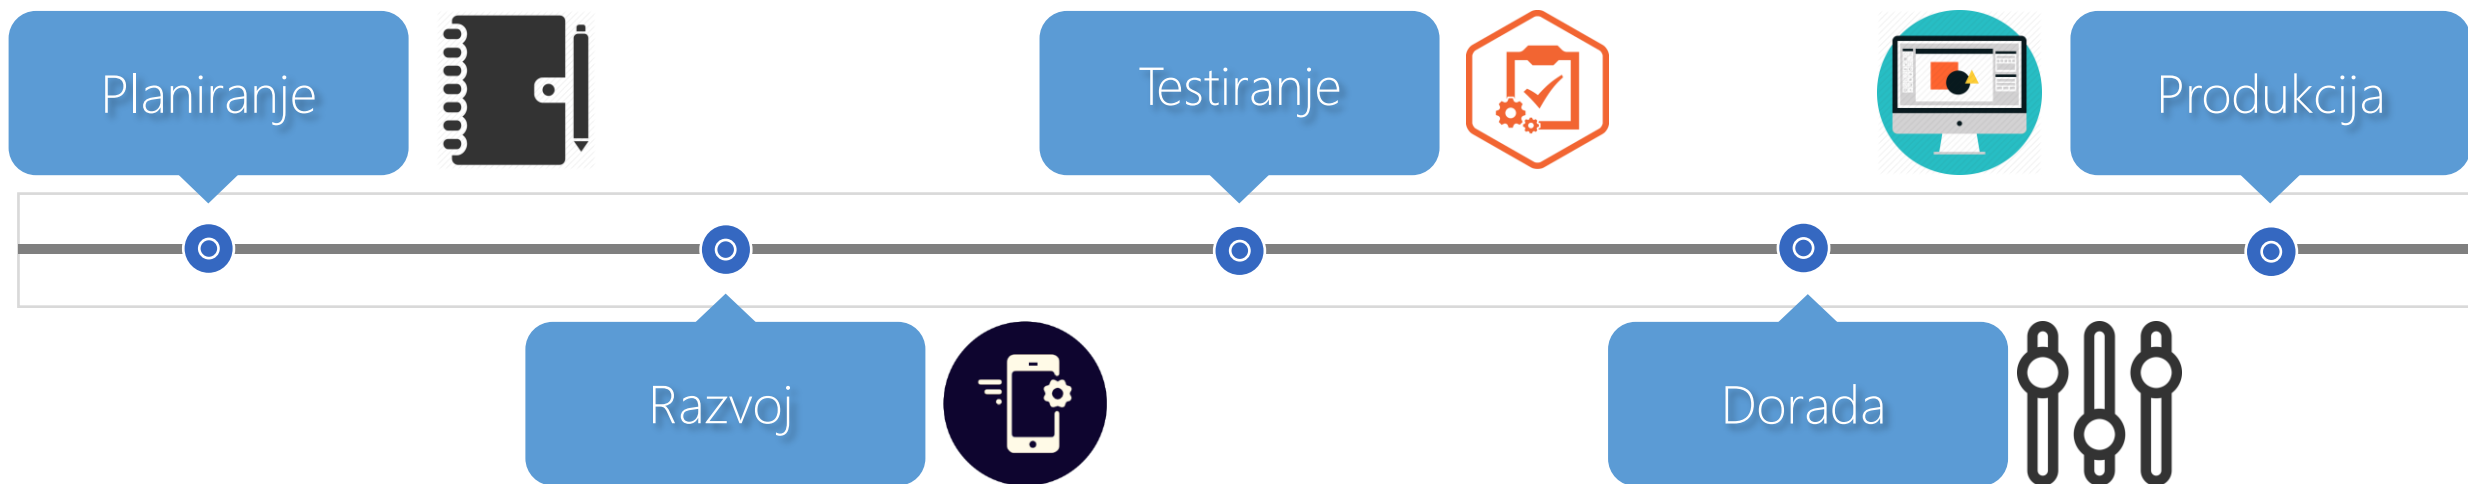 Planiranje
Razvoj
Testiranje
Dorada
Produkcija